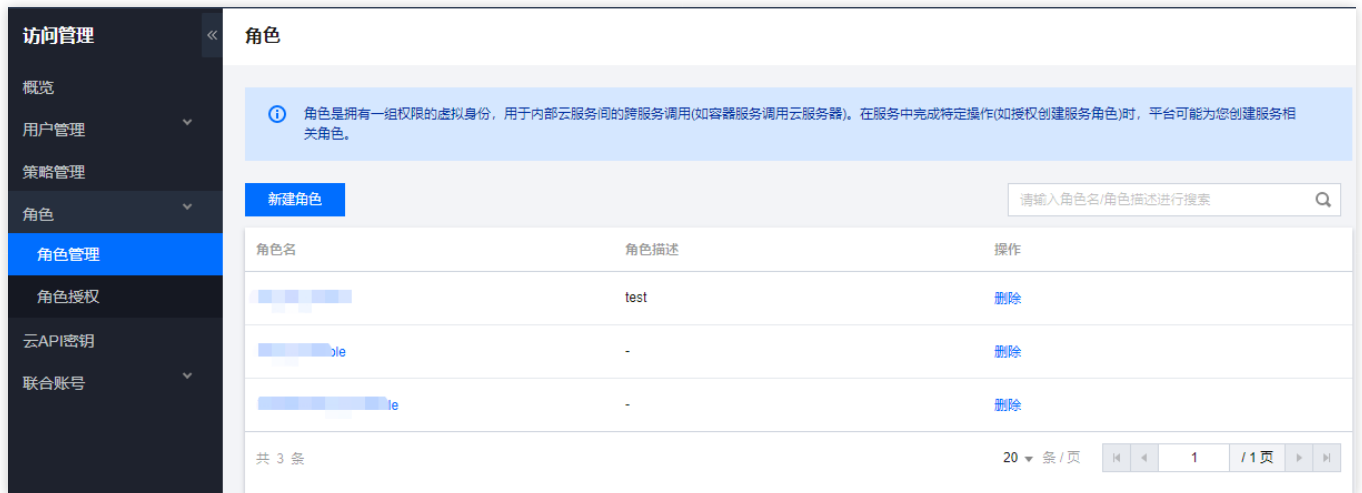 访问管理
角色
概览
用户管理
策略管理
角色
角色管理
角色授权
云API密钥
联合账号
角色是拥有一组权限的虚拟身份，用于内部云服务间的跨服务调用(如容器服务调用云服务器)。在服务中完成特定操作(如授权创建服务角色)时，平台可能为您创建服务相
关角色。
新建角色
请输入角色名/角色描述进行搜索
角色名 角色描述 操作
test 删除
- 删除
- 删除
共 3 条 20 条 / 页 1 / 1 页